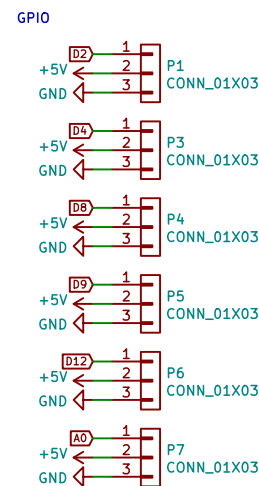 GPIO
D2 1 P1
+5V 2
GND 3 CONN_01X03
D4 1 P3
+5V 2
GND 3 CONN_01X03
D8 1 P4
+5V 2
GND 3 CONN_01X03
D9 1 P5
+5V 2
GND 3 CONN_01X03
D12 1 P6
+5V 2
GND 3 CONN_01X03
A0 1 P7
+5V 2
GND 3 CONN_01X03